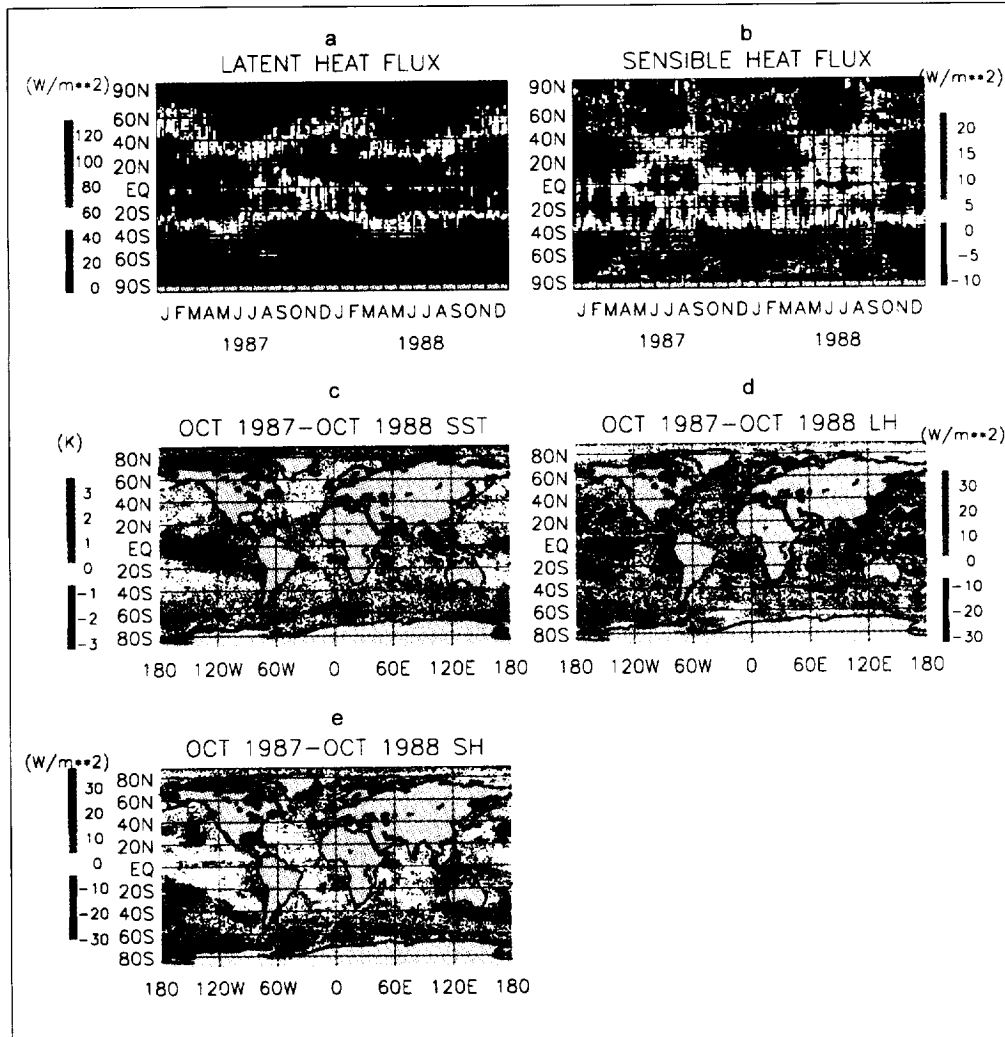 a
LATENT HEAT FLUX
(W/m**2)
90N
60N
40N
20N
EQ
20S
40S
60S
90S
120
100
80
60
40
20
0
J F M A M J J A S O N D J F M A M J J A S O N D
1987 1988
b
SENSIBLE HEAT FLUX
(W/m**2)
90N
60N
40N
20N
EQ
20S
40S
60S
90S
20
15
10
5
0
-5
-10
J F M A M J J A S O N D J F M A M J J A S O N D
1987 1988
c
OCT 1987-OCT 1988 SST
(K)
3
2
1
0
-1
-2
-3
80N
60N
40N
20N
EQ
20S
40S
60S
80S
180 120W 60W 0 60E 120E 180
d
OCT 1987-OCT 1988 LH
(W/m**2)
80N
60N
40N
20N
EQ
20S
40S
60S
80S
30
20
10
0
-10
-20
-30
180 120W 60W 0 60E 120E 180
e
OCT 1987-OCT 1988 SH
(W/m**2)
30
20
10
0
-10
-20
-30
80N
60N
40N
20N
EQ
20S
40S
60S
80S
180 120W 60W 0 60E 120E 180